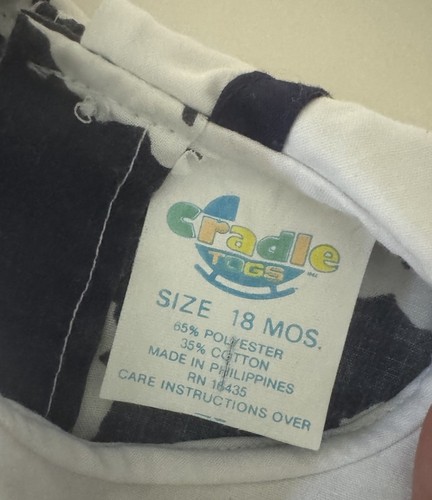 cradle
TOGS
SIZE 18 MOS.
65% POLYESTER
35% COTTON
MADE IN PHILIPPINES
RN 16435
CARE INSTRUCTIONS OVER